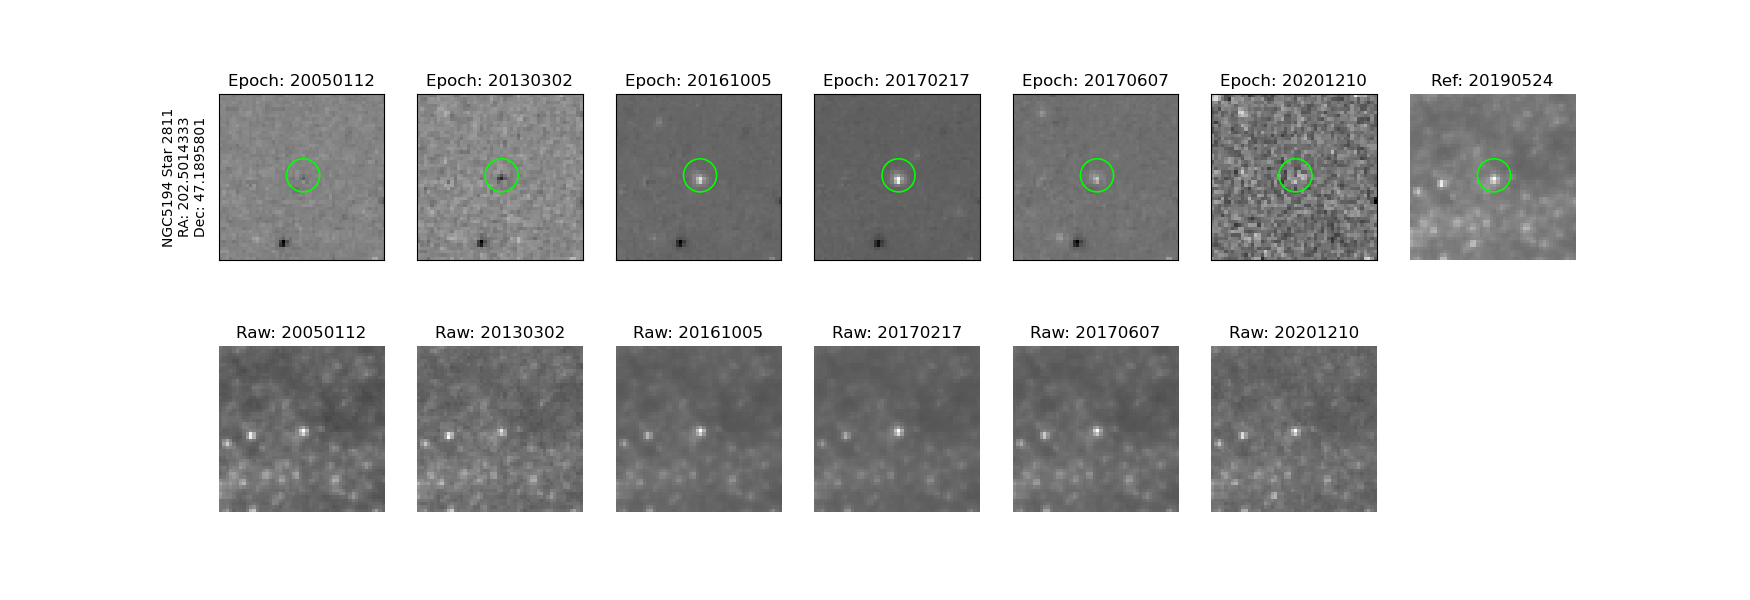 Epoch: 20050112
Epoch: 20130302
Epoch: 20161005
Epoch: 20170217
Epoch: 20170607
Epoch: 20201210
Ref: 20190524
NGC5194 Star 2811
RA: 202.5014333
Dec: 47.1895801
Raw: 20050112
Raw: 20130302
Raw: 20161005
Raw: 20170217
Raw: 20170607
Raw: 20201210